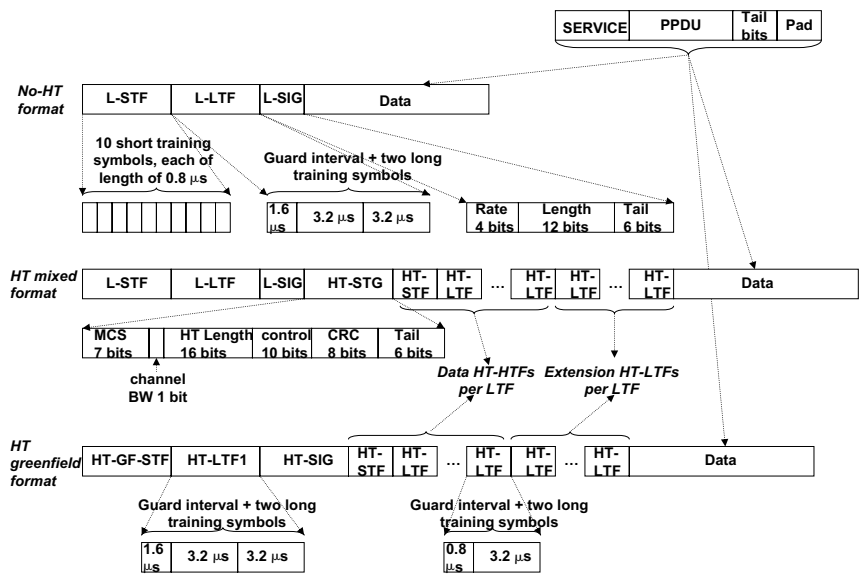 SERVICE PPDU Tail bits Pad
No-HT format
L-STF L-LTF L-SIG Data
10 short training symbols, each of length of 0.8 μs
Guard interval + two long training symbols
1.6 μs 3.2 μs 3.2 μs
Rate 4 bits Length 12 bits Tail 6 bits
HT mixed format
L-STF L-LTF L-SIG HT-STG HT-STF HT-LTF ... HT-LTF HT-LTF ... HT-LTF Data
MCS 7 bits HT Length 16 bits control 10 bits CRC 8 bits Tail 6 bits
channel BW 1 bit
Data HT-HTFs per LTF
Extension HT-LTFs per LTF
HT greenfield format
HT-GF-STF HT-LTF1 HT-SIG HT-STF HT-LTF ... HT-LTF HT-LTF ... HT-LTF Data
Guard interval + two long training symbols
Guard interval + two long training symbols
1.6 μs 3.2 μs 3.2 μs
0.8 μs 3.2 μs